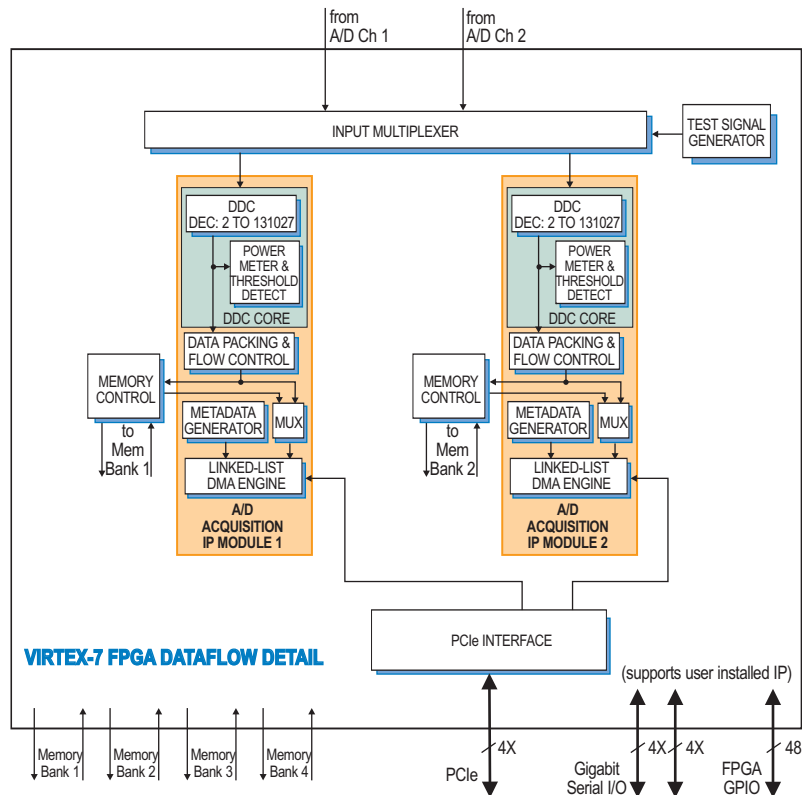 from
A/D Ch 1
from
A/D Ch 2
INPUT MULTIPLEXER
TEST SIGNAL
GENERATOR
DDC
DEC: 2 TO 131027
POWER
METER &
THRESHOLD
DETECT
DDC CORE
DATA PACKING &
FLOW CONTROL
MEMORY
CONTROL
to
Mem
Bank 1
METADATA
GENERATOR
MUX
LINKED-LIST
DMA ENGINE
A/D
ACQUISITION
IP MODULE 1
DDC
DEC: 2 TO 131027
POWER
METER &
THRESHOLD
DETECT
DDC CORE
DATA PACKING &
FLOW CONTROL
MEMORY
CONTROL
to
Mem
Bank 2
METADATA
GENERATOR
MUX
LINKED-LIST
DMA ENGINE
A/D
ACQUISITION
IP MODULE 2
PCIe INTERFACE
VIRTEX-7 FPGA DATAFLOW DETAIL
(supports user installed IP)
Memory
Bank 1
Memory
Bank 2
Memory
Bank 3
Memory
Bank 4
4X
PCIe
4X
4X
Gigabit
Serial I/O
48
FPGA
GPIO